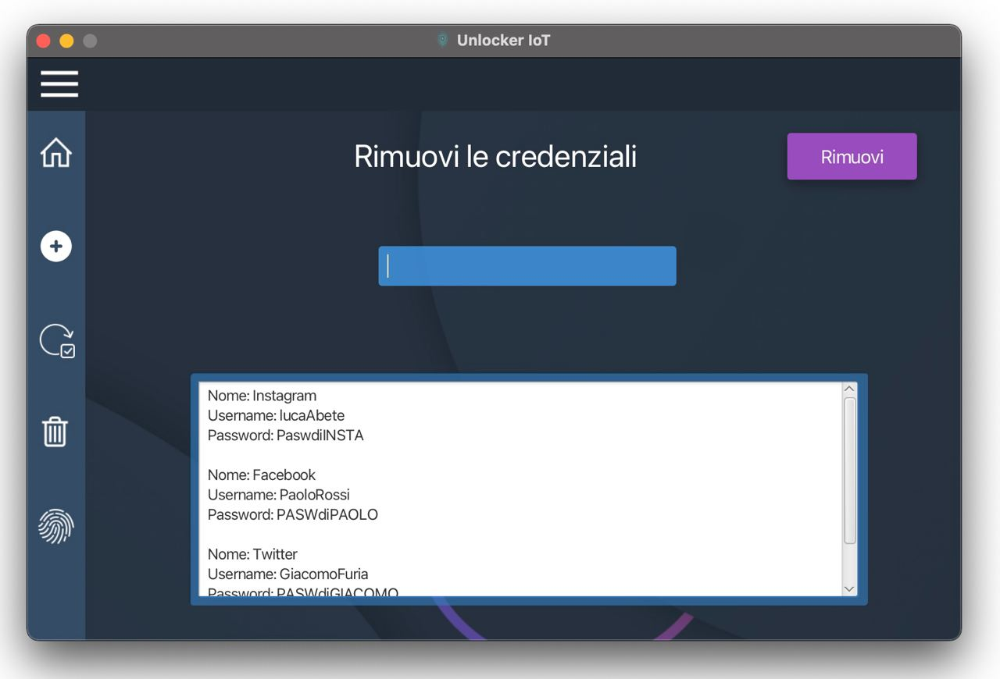 Unlocker IoT
Rimuovi le credenziali
Rimuovi
Nome: Instagram
Username: lucaAbete
Password: PaswdiINSTA
Nome: Facebook
Username: PaoloRossi
Password: PASWdiPAOLO
Nome: Twitter
Username: GiacomoFuria
Password: PASWdiGIACOMO